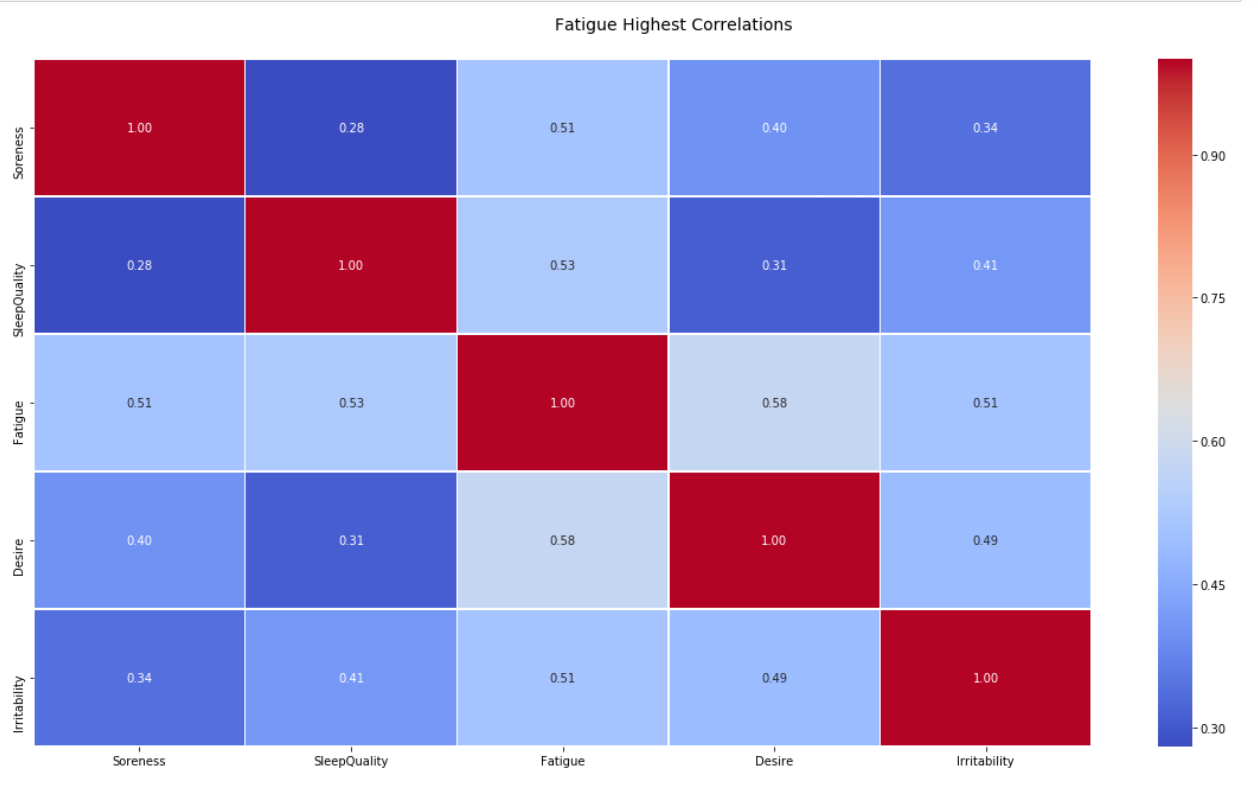 Fatigue Highest Correlations
Soreness
1.00 0.28 0.51 0.40 0.34
SleepQuality
0.28 1.00 0.53 0.31 0.41
Fatigue
0.51 0.53 1.00 0.58 0.51
Desire
0.40 0.31 0.58 1.00 0.49
Irritability
0.34 0.41 0.51 0.49 1.00
Soreness SleepQuality Fatigue Desire Irritability
0.90
0.75
0.60
0.45
0.30